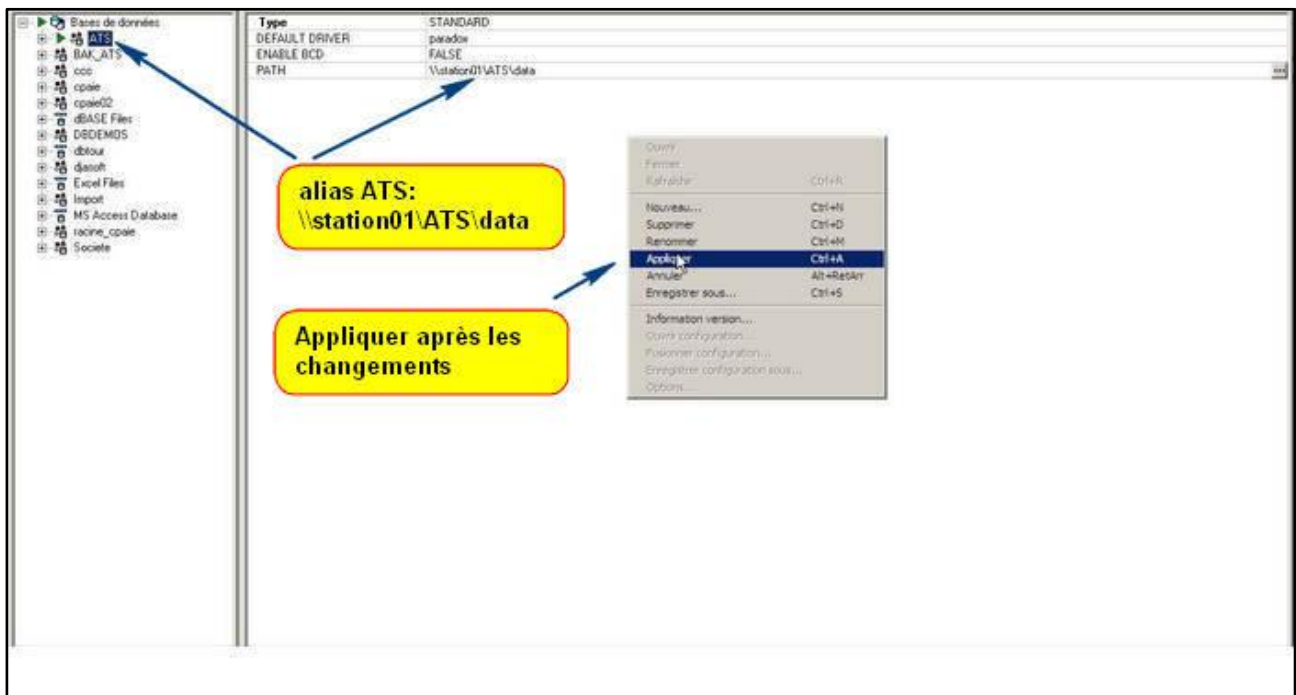 Bases de données
ATS
BAK_ATS
ccc
cpaie
cpaie02
dBASE Files
DBDEMOS
dbtour
djasoft
Excel Files
Import
MS Access Database
racine_cpaie
Societe
Type STANDARD
DEFAULT DRIVER paradox
ENABLE BCD FALSE
PATH \\station01\ATS\data
alias ATS:
\\station01\ATS\data
Appliquer après les
changements
Ouvrir
Fermer
Rafraîchir Ctrl+R
Nouveau... Ctrl+N
Supprimer Ctrl+D
Renommer Ctrl+M
Appliquer Ctrl+A
Annuler Alt+RetArr
Enregistrer sous... Ctrl+S
Information version...
Ouvrir configuration...
Fusionner configuration...
Enregistrer configuration sous...
Options...